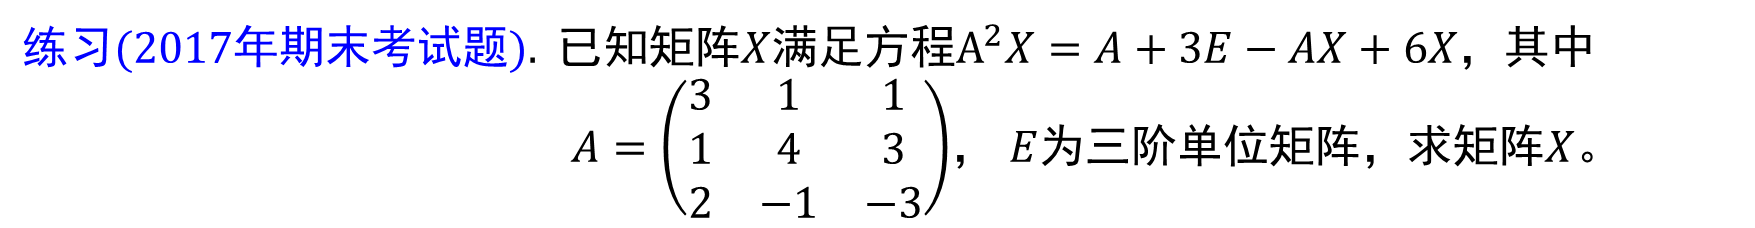 练习(2017年期末考试题). 已知矩阵X满足方程A²X = A + 3E − AX + 6X，其中
A = (3 1 1
1 4 3
2 −1 −3)， E为三阶单位矩阵，求矩阵X。